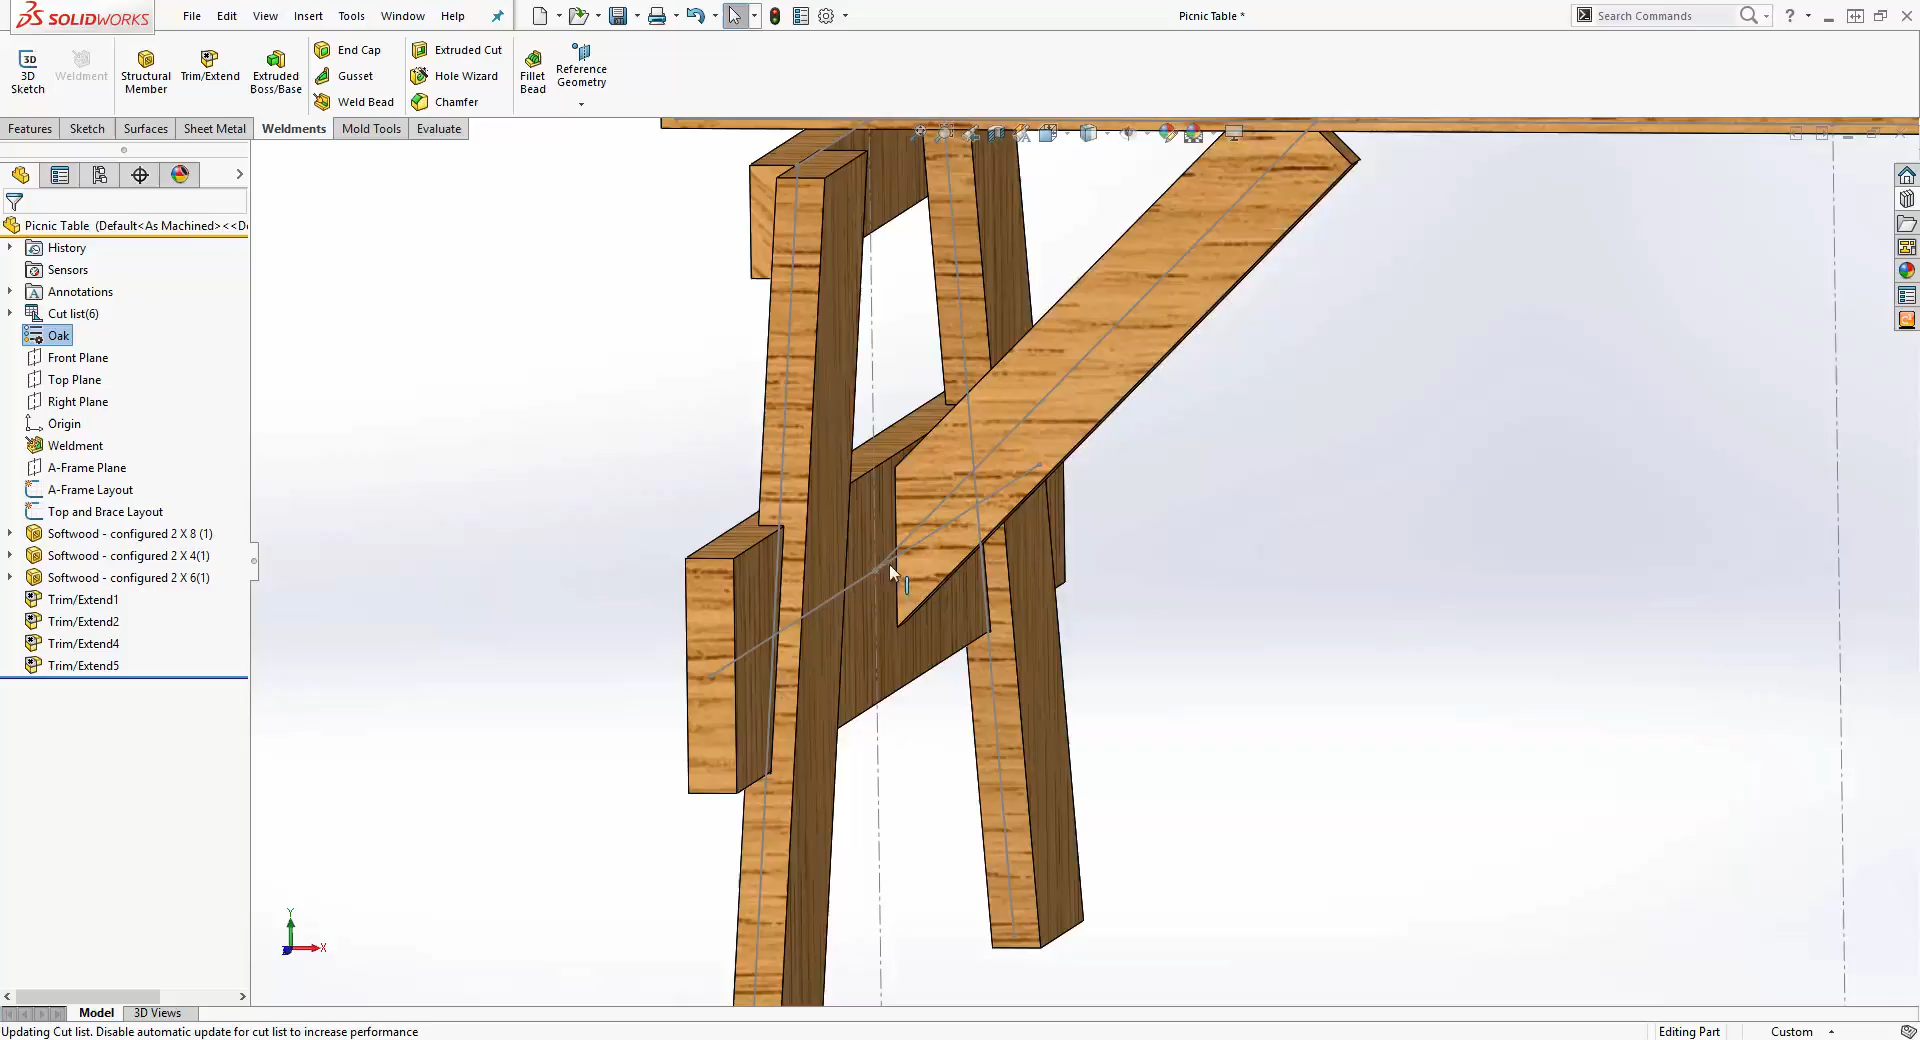 SOLIDWORKS
File Edit View Insert Tools Window Help
Picnic Table *
Search Commands
3D
3D Sketch
Weldment
Structural Member
Trim/Extend
Extruded Boss/Base
End Cap
Gusset
Weld Bead
Extruded Cut
Hole Wizard
Chamfer
Fillet Bead
Reference Geometry
Features Sketch Surfaces Sheet Metal Weldments Mold Tools Evaluate
Picnic Table (Default<As Machined><<De
History
Sensors
Annotations
Cut list(6)
Oak
Front Plane
Top Plane
Right Plane
Origin
Weldment
A-Frame Plane
A-Frame Layout
Top and Brace Layout
Softwood - configured 2 X 8 (1)
Softwood - configured 2 X 4(1)
Softwood - configured 2 X 6(1)
Trim/Extend1
Trim/Extend2
Trim/Extend4
Trim/Extend5
Y
X
Model 3D Views
Updating Cut list. Disable automatic update for cut list to increase performance
Editing Part Custom